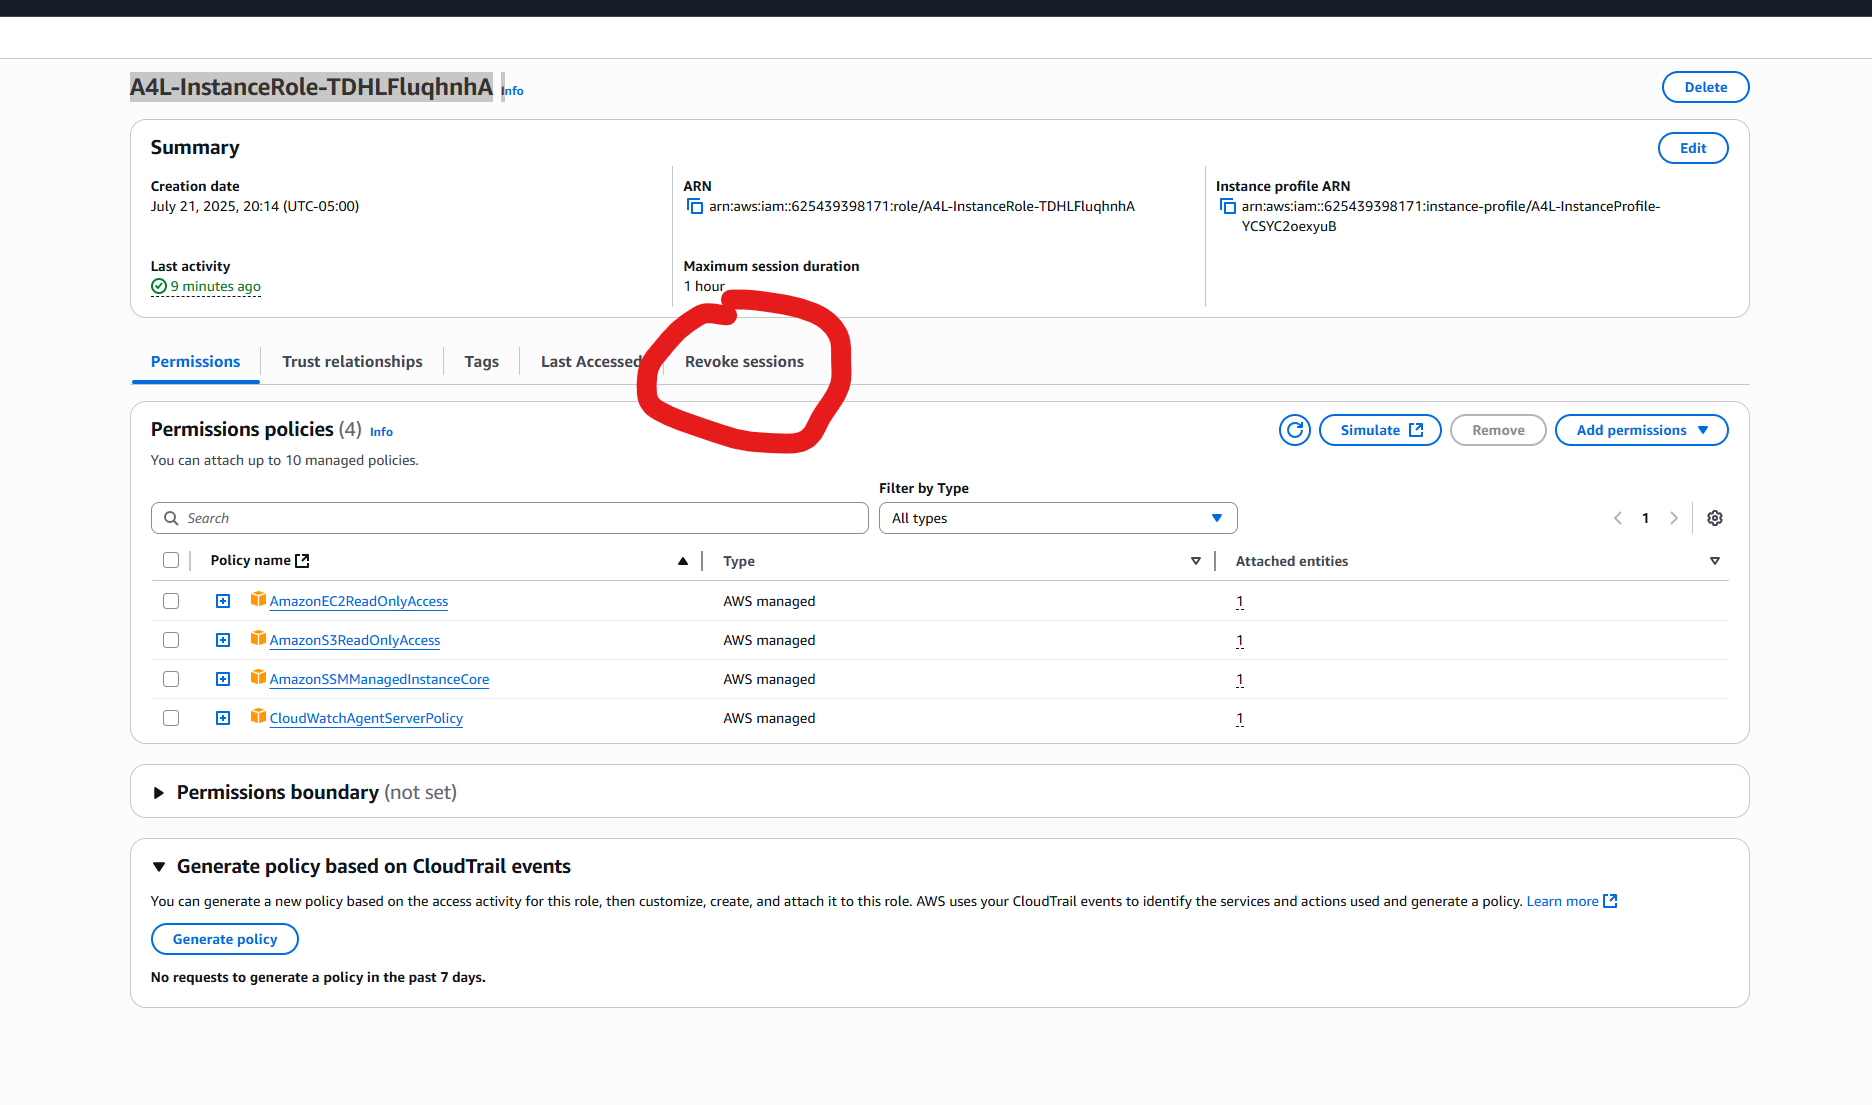 A4L-InstanceRole-TDHLFluqhnhA Info
Delete
Summary
Edit
Creation date
July 21, 2025, 20:14 (UTC-05:00)
ARN
arn:aws:iam::625439398171:role/A4L-InstanceRole-TDHLFluqhnhA
Instance profile ARN
arn:aws:iam::625439398171:instance-profile/A4L-InstanceProfile-
YCSYC2oexyuB
Last activity
9 minutes ago
Maximum session duration
1 hour
Permissions
Trust relationships
Tags
Last Accessed
Revoke sessions
Permissions policies (4) Info
You can attach up to 10 managed policies.
Simulate
Remove
Add permissions
Filter by Type
Search
All types
1
Policy name
Type
Attached entities
AmazonEC2ReadOnlyAccess
AWS managed
1
AmazonS3ReadOnlyAccess
AWS managed
1
AmazonSSMManagedInstanceCore
AWS managed
1
CloudWatchAgentServerPolicy
AWS managed
1
Permissions boundary (not set)
Generate policy based on CloudTrail events
You can generate a new policy based on the access activity for this role, then customize, create, and attach it to this role. AWS uses your CloudTrail events to identify the services and actions used and generate a policy. Learn more
Generate policy
No requests to generate a policy in the past 7 days.